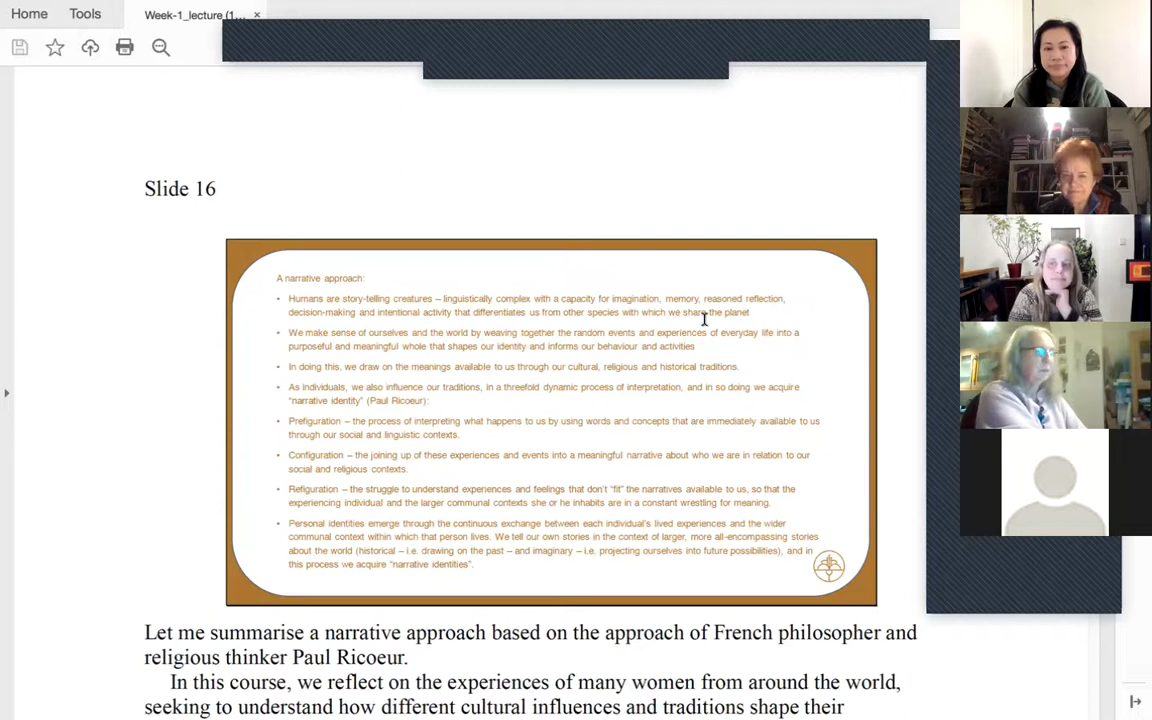 Home Tools Week-1_lecture (1... ×
Slide 16
A narrative approach:
• Humans are story-telling creatures – linguistically complex with a capacity for imagination, memory, reasoned reflection,
decision-making and intentional activity that differentiates us from other species with which we share the planet
• We make sense of ourselves and the world by weaving together the random events and experiences of everyday life into a
purposeful and meaningful whole that shapes our identity and informs our behaviour and activities
• In doing this, we draw on the meanings available to us through our cultural, religious and historical traditions.
• As individuals, we also influence our traditions, in a threefold dynamic process of interpretation, and in so doing we acquire
“narrative identity” (Paul Ricoeur):
• Prefiguration – the process of interpreting what happens to us by using words and concepts that are immediately available to us
through our social and linguistic contexts.
• Configuration – the joining up of these experiences and events into a meaningful narrative about who we are in relation to our
social and religious contexts.
• Refiguration – the struggle to understand experiences and feelings that don’t “fit” the narratives available to us, so that the
experiencing individual and the larger communal contexts she or he inhabits are in a constant wrestling for meaning.
• Personal identities emerge through the continuous exchange between each individual’s lived experiences and the wider
communal context within which that person lives. We tell our own stories in the context of larger, more all-encompassing stories
about the world (historical – i.e. drawing on the past – and imaginary – i.e. projecting ourselves into future possibilities), and in
this process we acquire “narrative identities”.
Let me summarise a narrative approach based on the approach of French philosopher and
religious thinker Paul Ricoeur.
In this course, we reflect on the experiences of many women from around the world,
seeking to understand how different cultural influences and traditions shape their